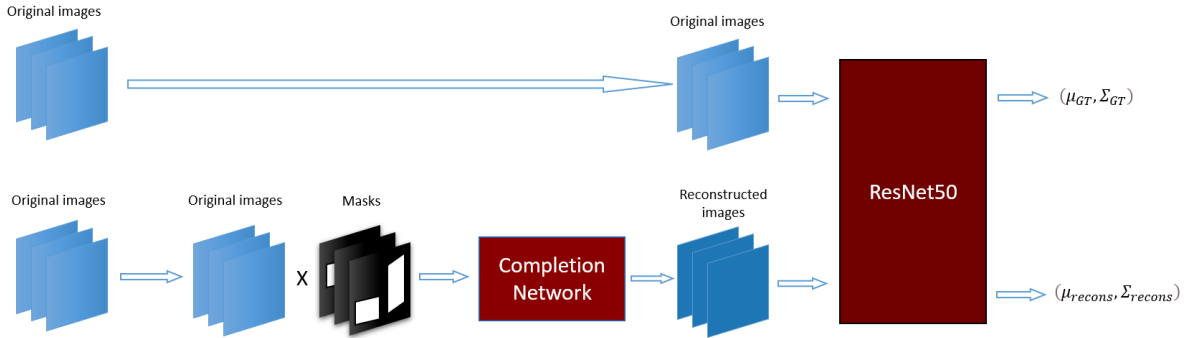 Original images
Original images
(μ_GT, Σ_GT)
ResNet50
Original images
Original images
Masks
Reconstructed
images
X
Completion
Network
(μ_recons, Σ_recons)